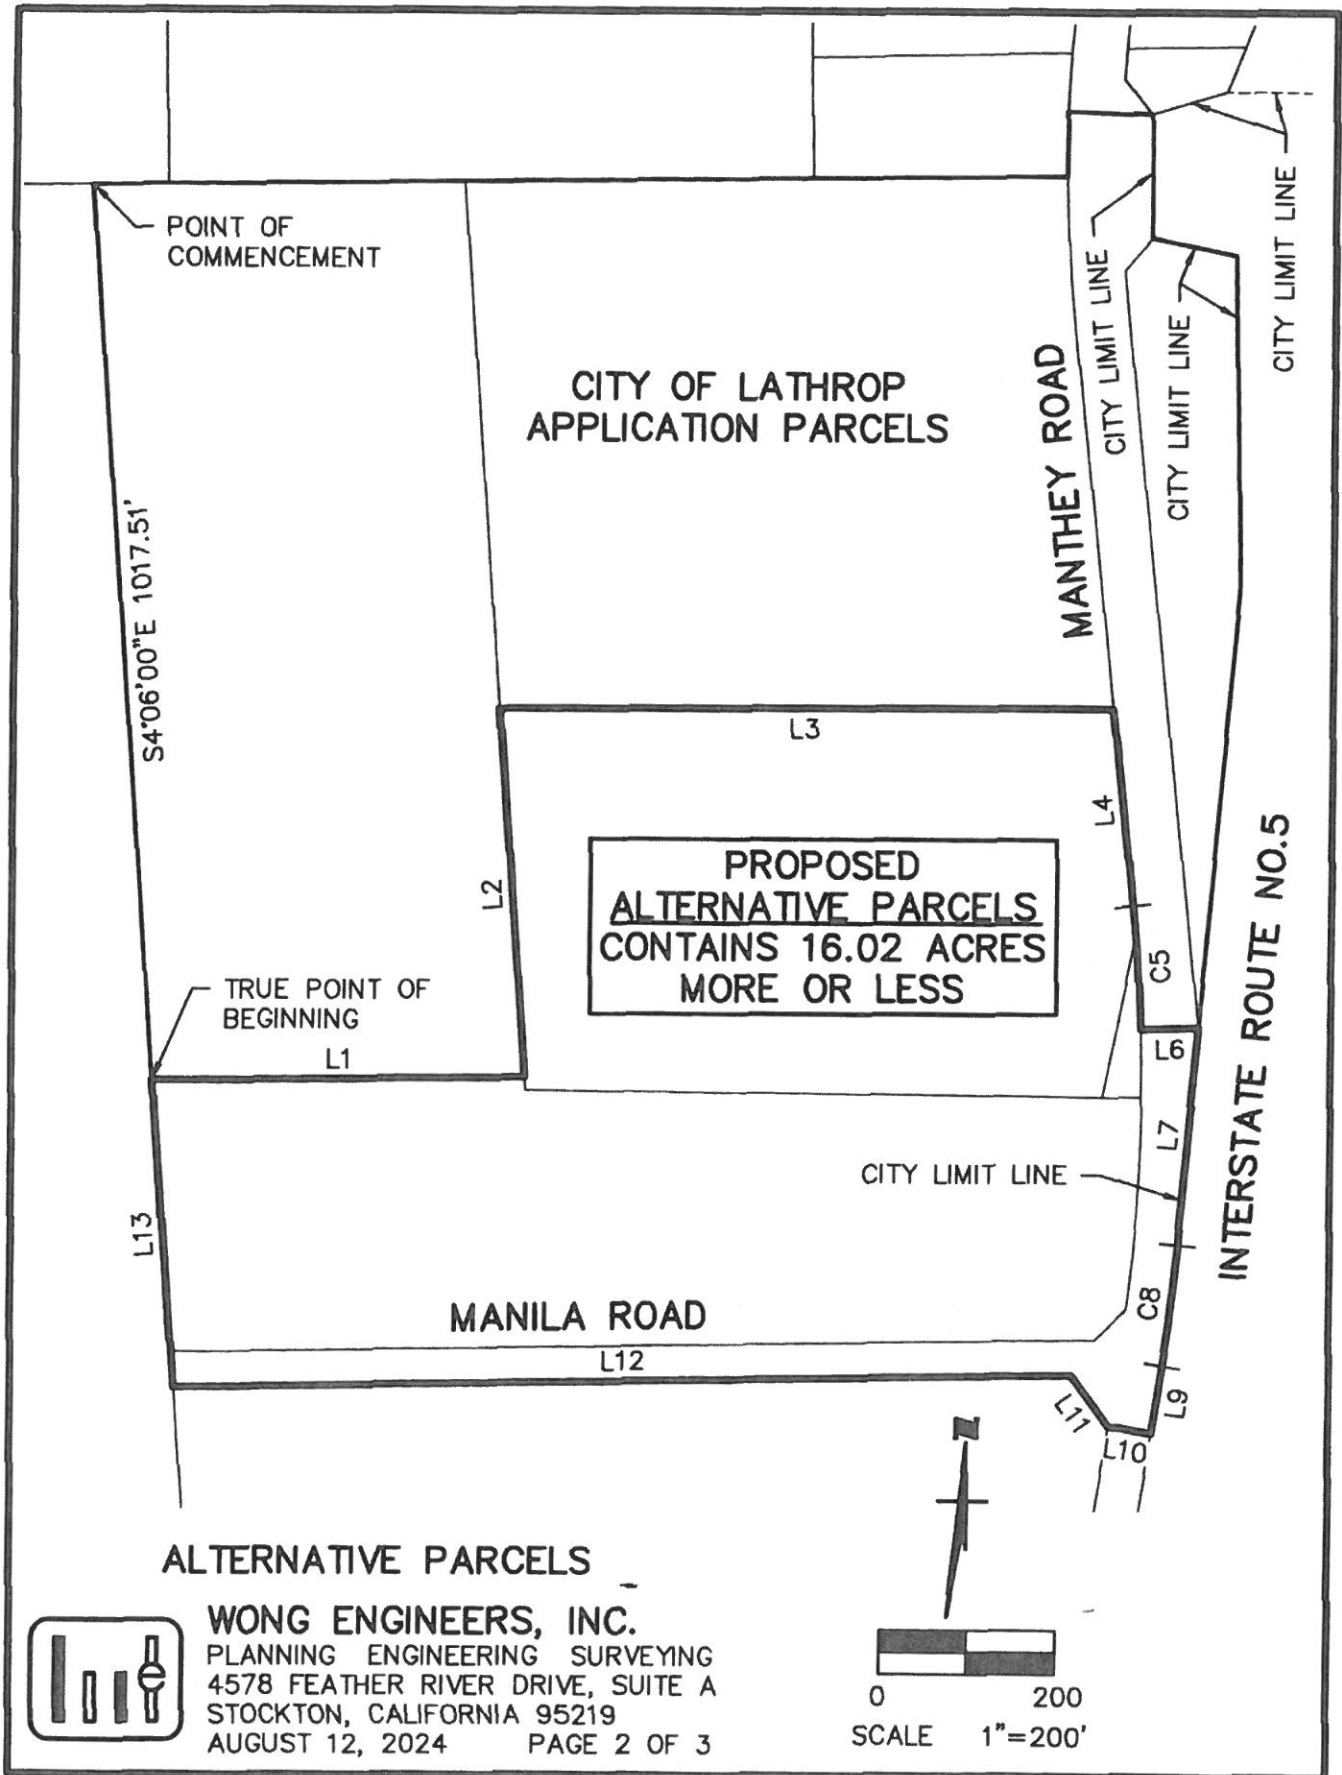 POINT OF
COMMENCEMENT
CITY LIMIT LINE
CITY LIMIT LINE
CITY LIMIT LINE
CITY OF LATHROP
APPLICATION PARCELS
MANTHEY ROAD
S4°06'00"E 1017.51'
L3
L4
L2
PROPOSED
ALTERNATIVE PARCELS
CONTAINS 16.02 ACRES
MORE OR LESS
C5
INTERSTATE ROUTE NO.5
TRUE POINT OF
BEGINNING
L1
L6
L7
CITY LIMIT LINE
L13
C8
MANILA ROAD
L12
L9
L11
L10
N
ALTERNATIVE PARCELS
WONG ENGINEERS, INC.
PLANNING ENGINEERING SURVEYING
4578 FEATHER RIVER DRIVE, SUITE A
STOCKTON, CALIFORNIA 95219
AUGUST 12, 2024 PAGE 2 OF 3
0 200
SCALE 1"=200'